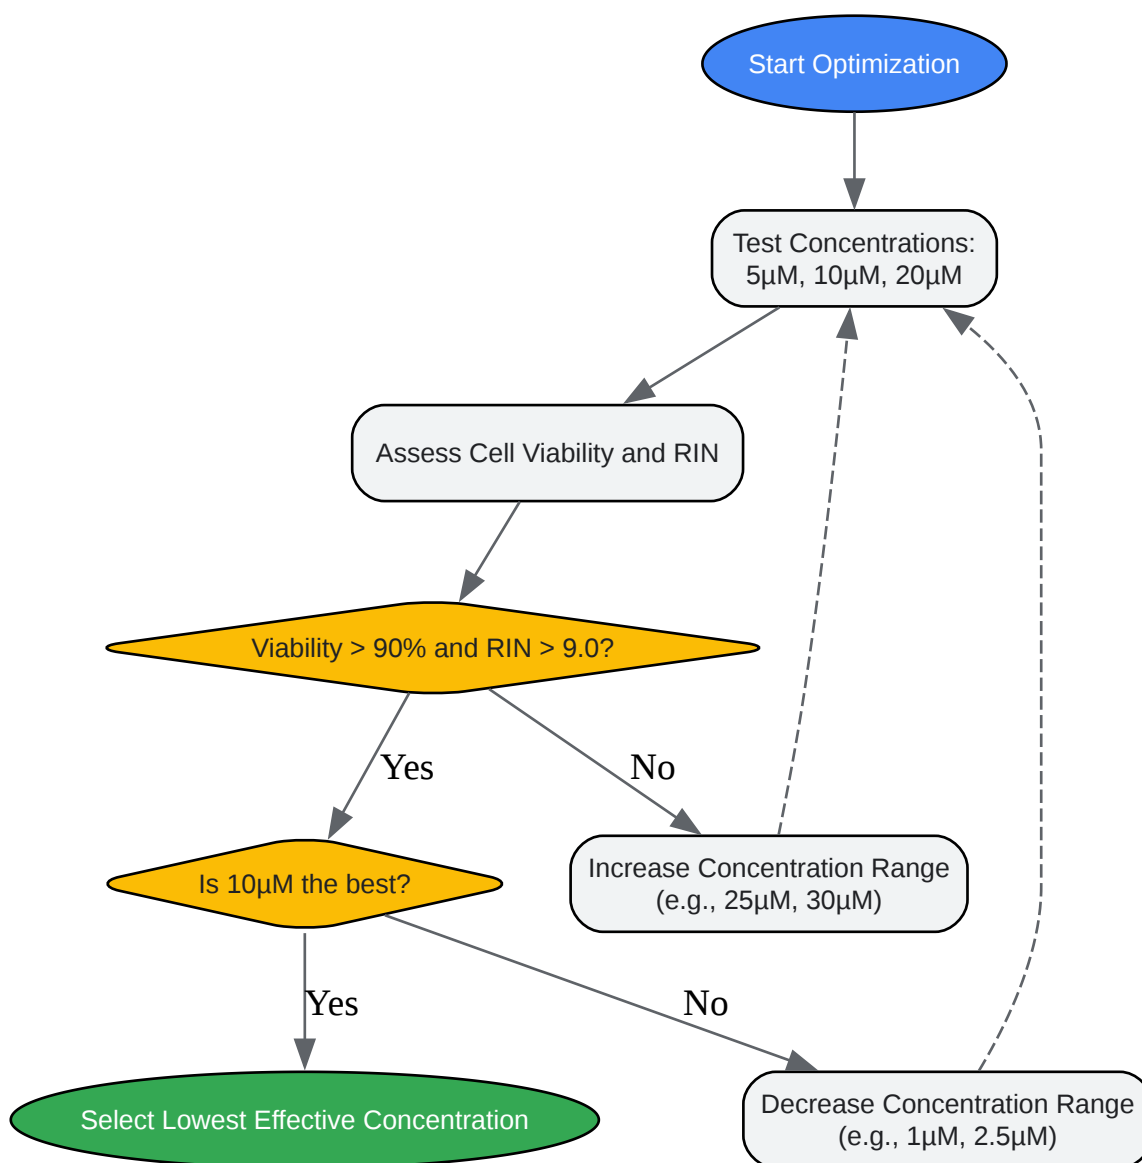 Start Optimization
Test Concentrations:
5µM, 10µM, 20µM
Assess Cell Viability and RIN
Viability > 90% and RIN > 9.0?
Yes
No
Is 10µM the best?
Increase Concentration Range
(e.g., 25µM, 30µM)
Yes
No
Select Lowest Effective Concentration
Decrease Concentration Range
(e.g., 1µM, 2.5µM)